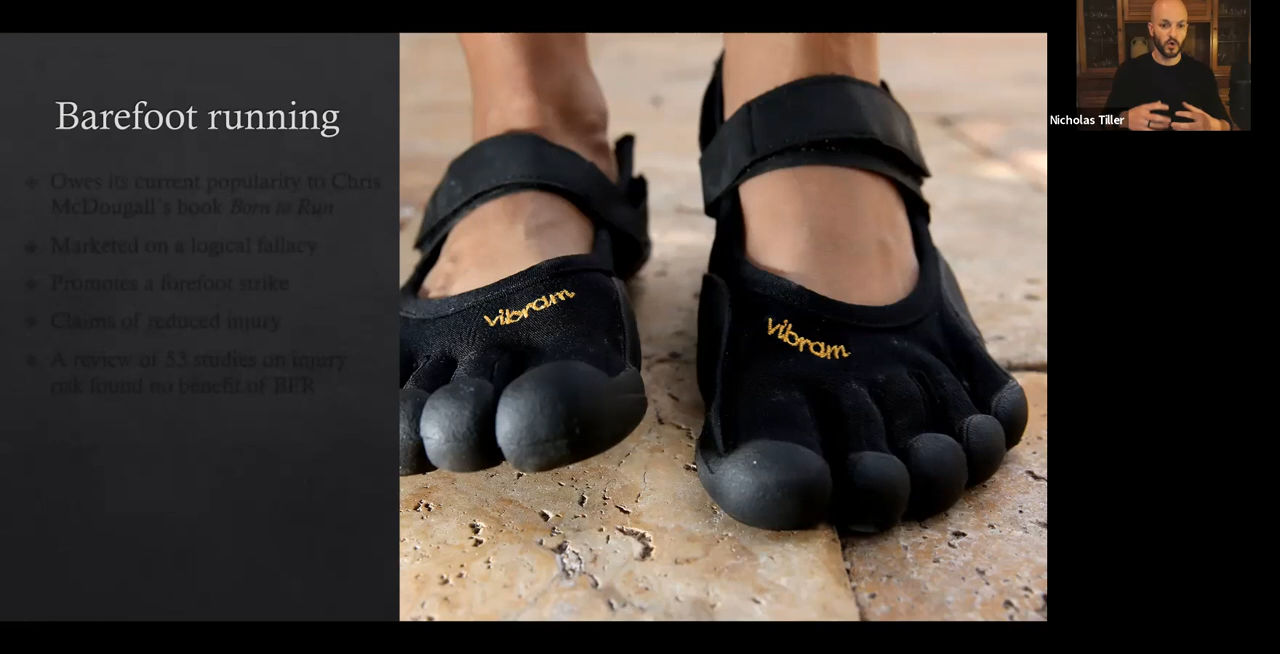 Barefoot running
Owes its current popularity to Chris
McDougall's book Born to Run
Marketed on a logical fallacy
Promotes a forefoot strike
Claims of reduced injury
A review of 53 studies on injury
risk found no benefit of BFR
vibram
vibram
Nicholas Tiller